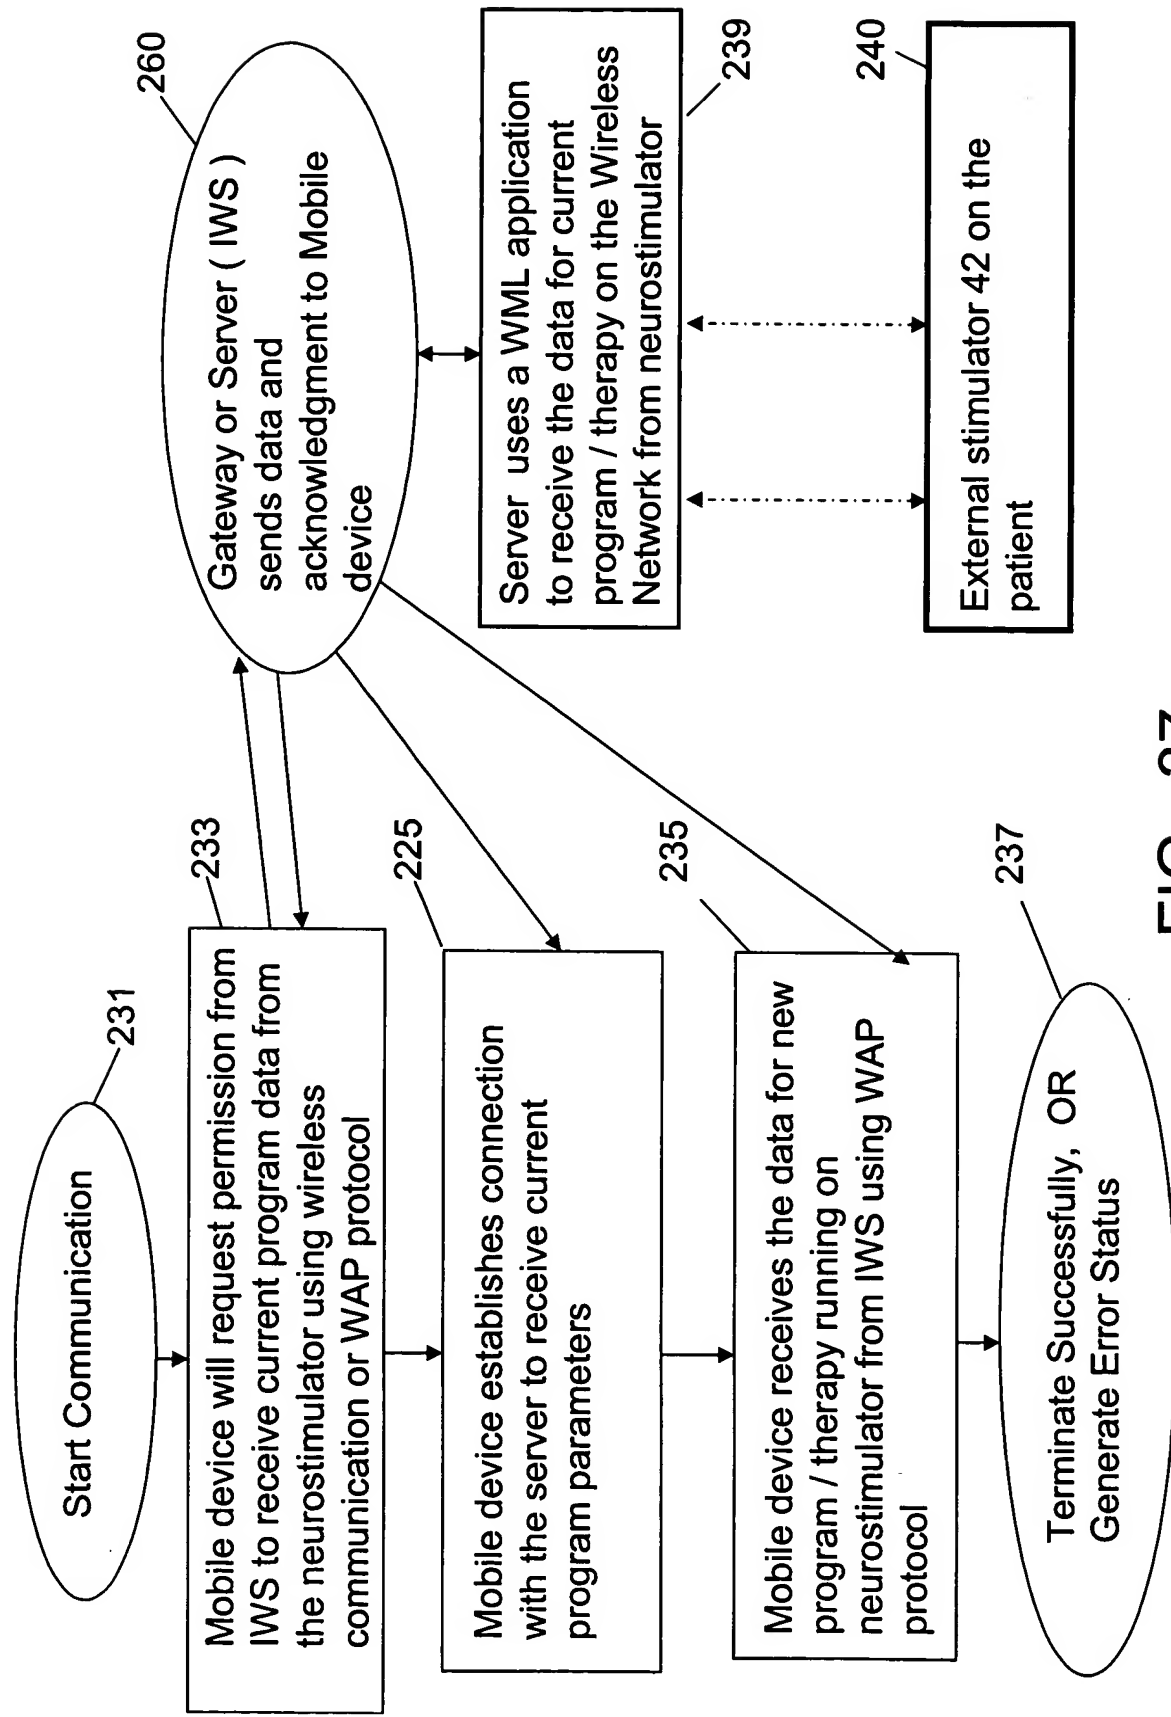 Start Communication
231
Mobile device will request permission from
IWS to receive current program data from
the neurostimulator using wireless
communication or WAP protocol
233
Mobile device establishes connection
with the server to receive current
program parameters
225
Mobile device receives the data for new
program / therapy running on
neurostimulator from IWS using WAP
protocol
235
Terminate Successfully, OR
Generate Error Status
237
Gateway or Server ( IWS )
sends data and
acknowledgment to Mobile
device
260
Server uses a WML application
to receive the data for current
program / therapy on the Wireless
Network from neurostimulator
239
External stimulator 42 on the
patient
240